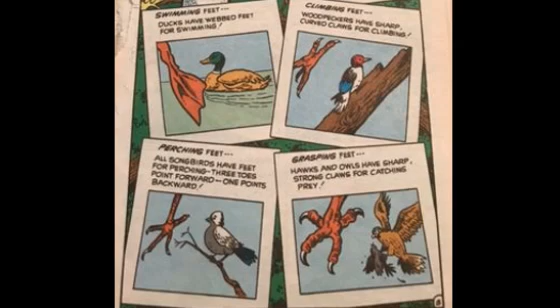 SWIMMING FEET...
DUCKS HAVE WEBBED FEET
FOR SWIMMING!
CLIMBING FEET...
WOODPECKERS HAVE SHARP,
CURVED CLAWS FOR CLIMBING!
PERCHING FEET...
ALL SONGBIRDS HAVE FEET
FOR PERCHING-THREE TOES
POINT FORWARD-ONE POINTS
BACKWARD!
GRASPING FEET...
HAWKS AND OWLS HAVE SHARP,
STRONG CLAWS FOR CATCHING
PREY!